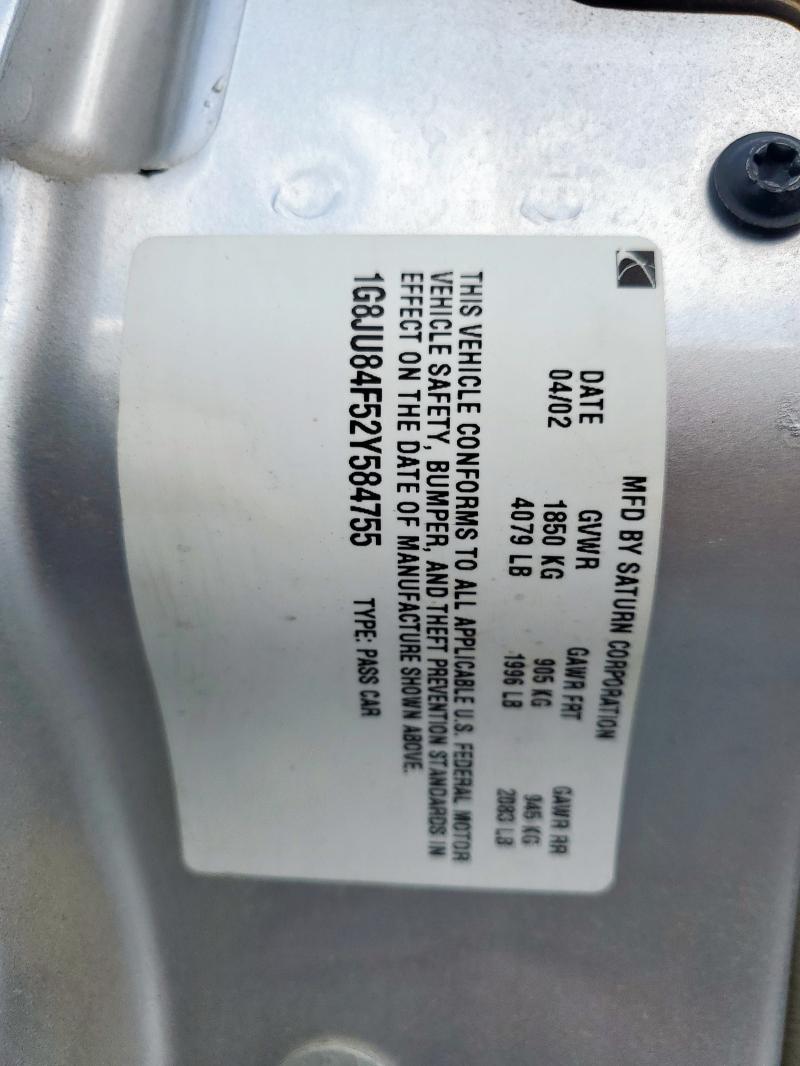 MFD BY SATURN CORPORATION
DATE GVWR GAWR FRT GAWR RR
04/02 1850 KG 905 KG 945 KG
4079 LB 1996 LB 2083 LB
THIS VEHICLE CONFORMS TO ALL APPLICABLE U.S. FEDERAL MOTOR
VEHICLE SAFETY, BUMPER, AND THEFT PREVENTION STANDARDS IN
EFFECT ON THE DATE OF MANUFACTURE SHOWN ABOVE.
1G8JU84F52Y584755 TYPE: PASS CAR